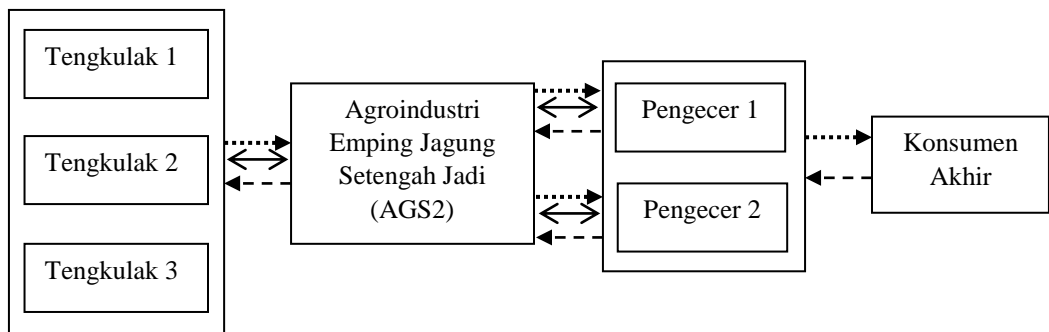 Tengkulak 1
Tengkulak 2
Tengkulak 3
Agroindustri
Emping Jagung
Setengah Jadi
(AGS2)
Pengecer 1
Pengecer 2
Konsumen
Akhir